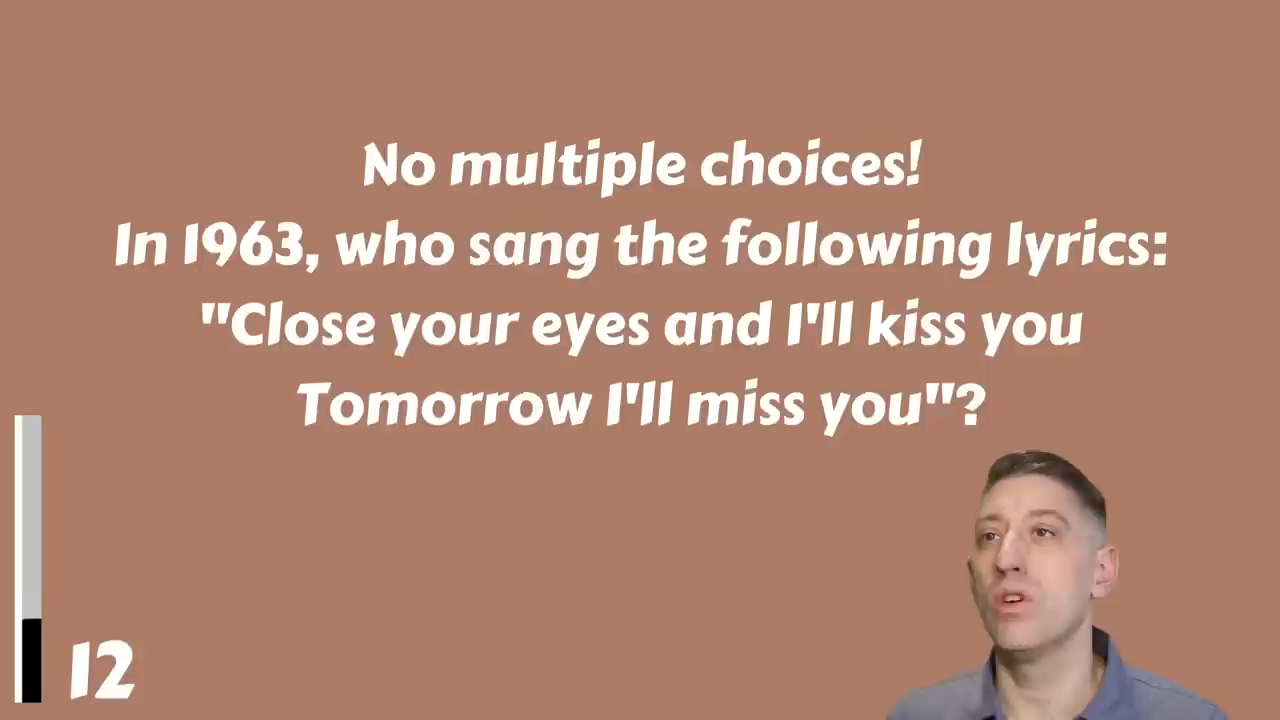 No multiple choices!
In 1963, who sang the following lyrics:
"Close your eyes and I'll kiss you
Tomorrow I'll miss you"?
12